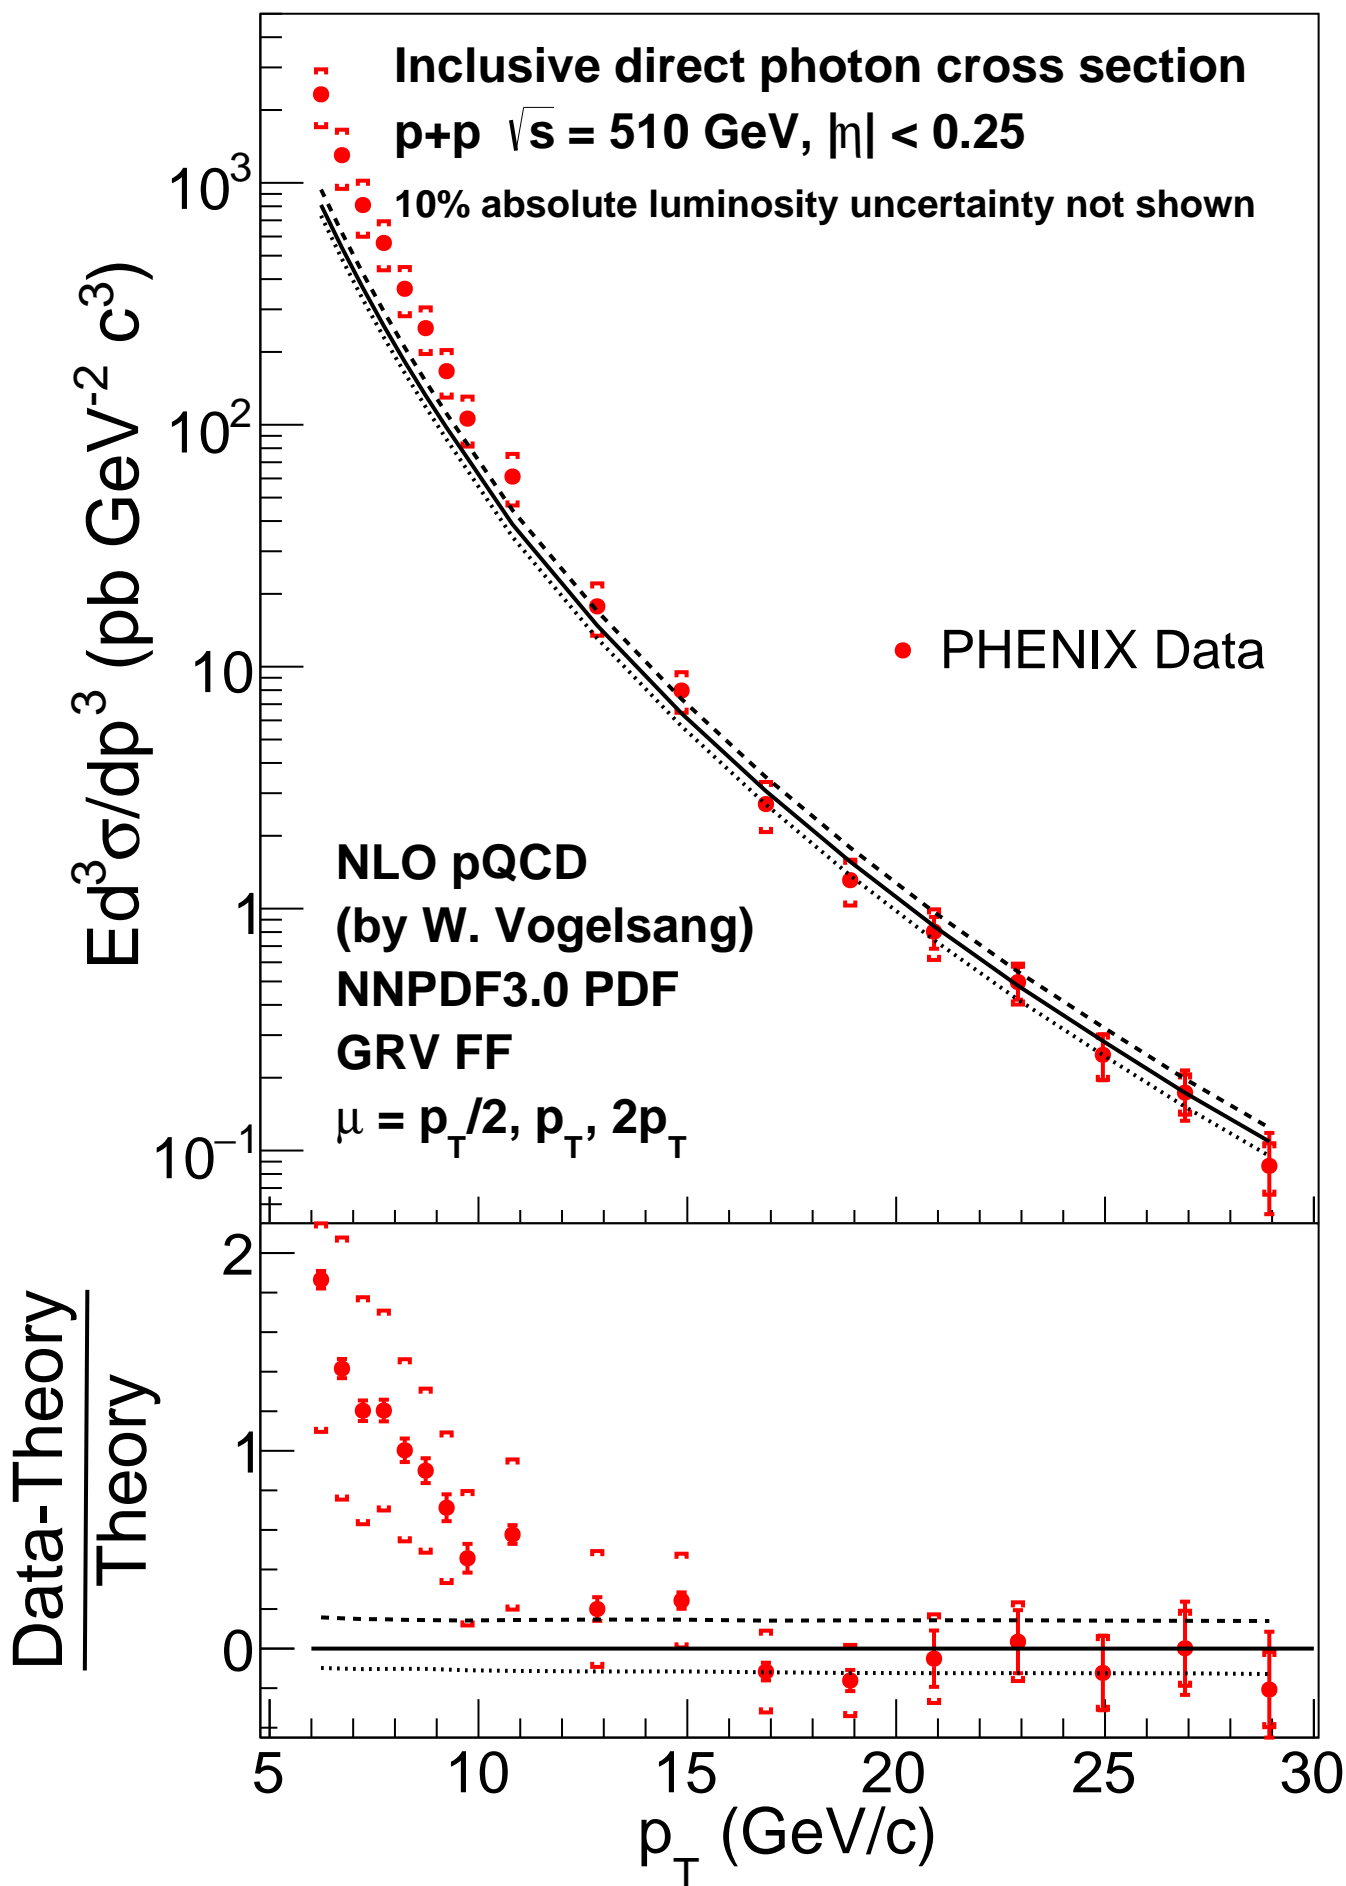 Inclusive direct photon cross section
p+p √s = 510 GeV, |η| < 0.25
10% absolute luminosity uncertainty not shown
Ed³σ/dp³ (pb GeV⁻² c³)
10³
10²
10
1
10⁻¹
PHENIX Data
NLO pQCD
(by W. Vogelsang)
NNPDF3.0 PDF
GRV FF
μ = p_T/2, p_T, 2p_T
Data-Theory
Theory
2
1
0
5 10 15 20 25 30
p_T (GeV/c)